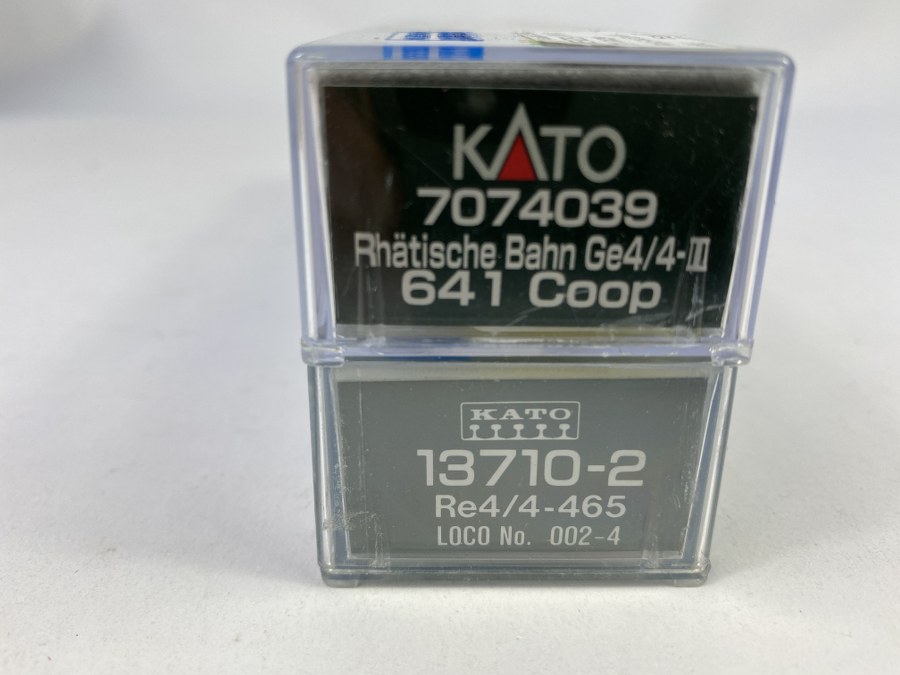 KATO
7074039
Rhätische Bahn Ge4/4-III
641 Coop
KATO
13710-2
Re4/4-465
LOCO No. 002-4